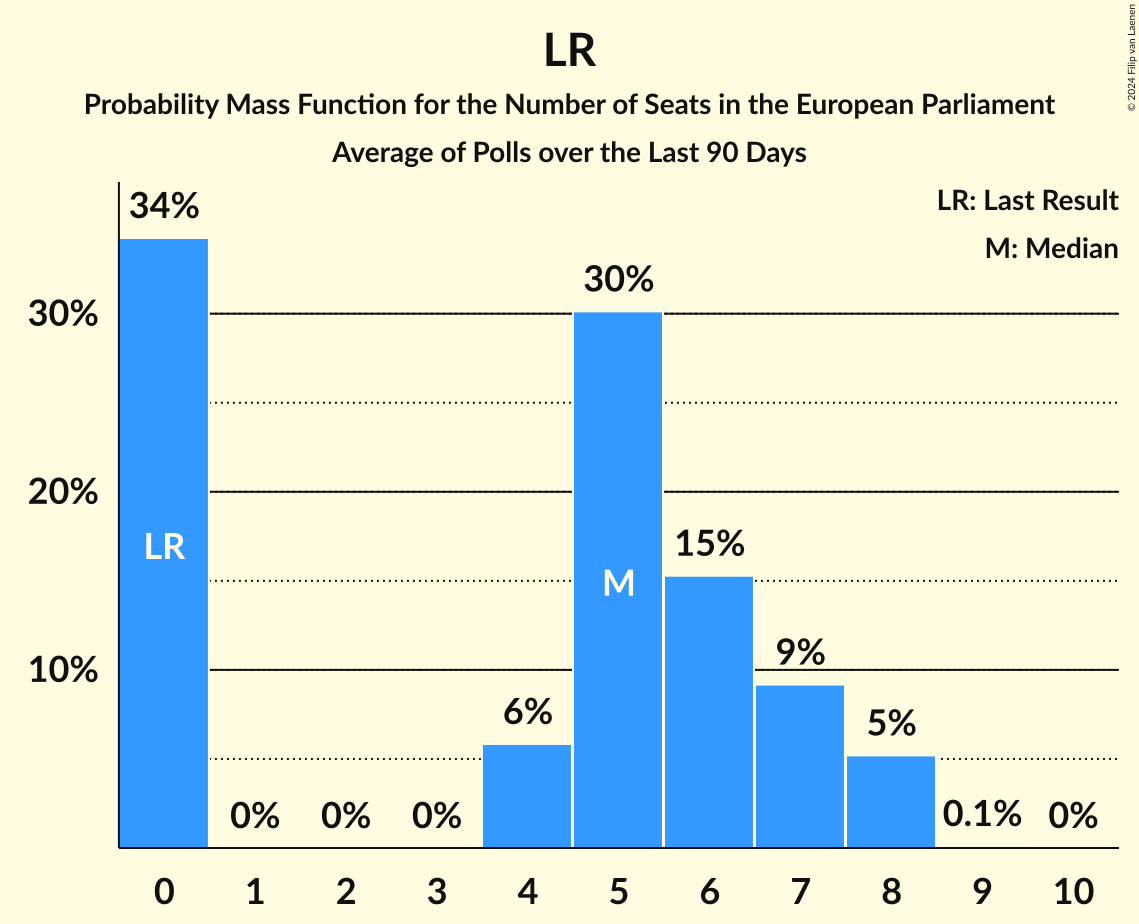 LR
Probability Mass Function for the Number of Seats in the European Parliament
Average of Polls over the Last 90 Days
© 2024 Filip van Laenen
LR: Last Result
M: Median
34%
30%
30%
20%
15%
LR
M
10%
9%
6%
5%
0%
0%
0%
0.1%
0%
0 1 2 3 4 5 6 7 8 9 10